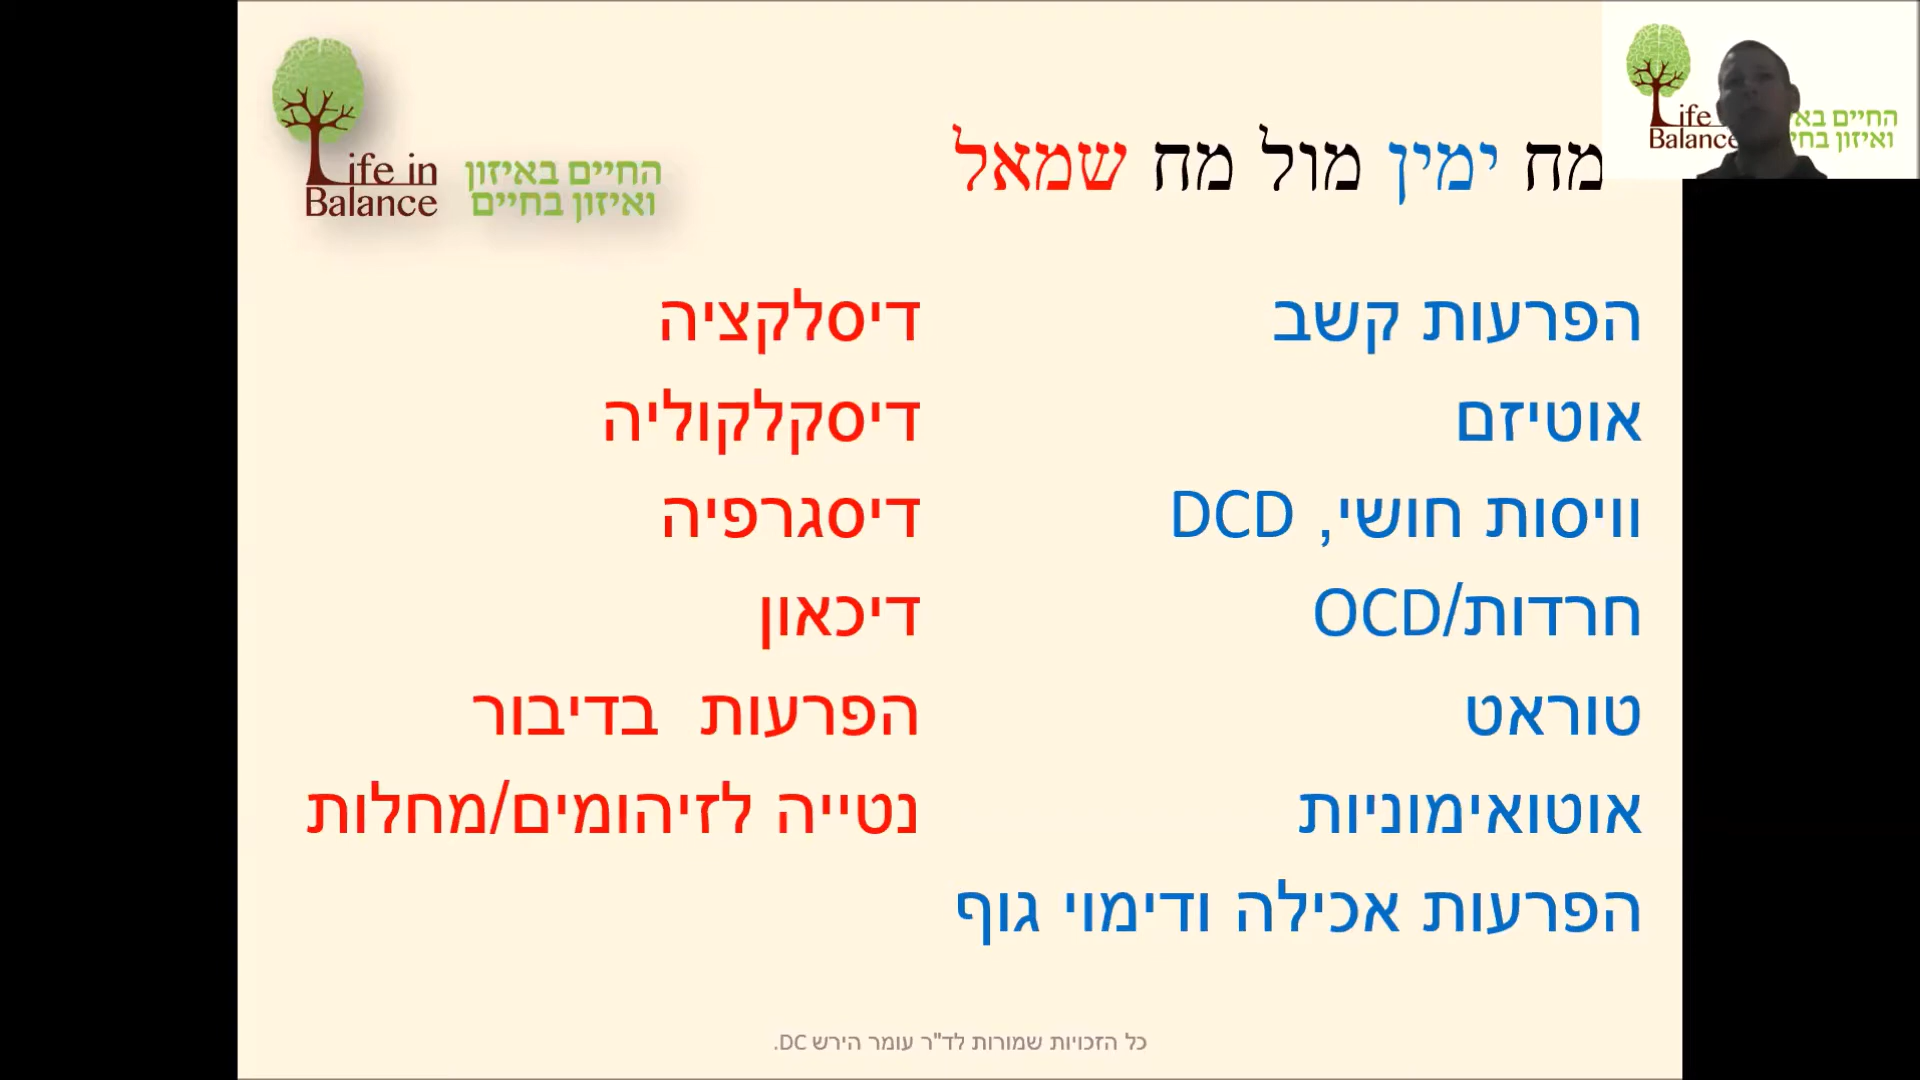 Life in
Balance
החיים באיזון
ואיזון בחיים
מח ימין מול מח שמאל
הפרעות קשב
אוטיזם
וויסות חושי, DCD
חרדות/OCD
טוראט
אוטואימוניות
הפרעות אכילה ודימוי גוף
דיסלקציה
דיסקלקוליה
דיסגרפיה
דיכאון
הפרעות בדיבור
נטייה לזיהומים/מחלות
כל הזכויות שמורות לד"ר עומר הירש DC.
Life
Balance
החיים
ואיזון